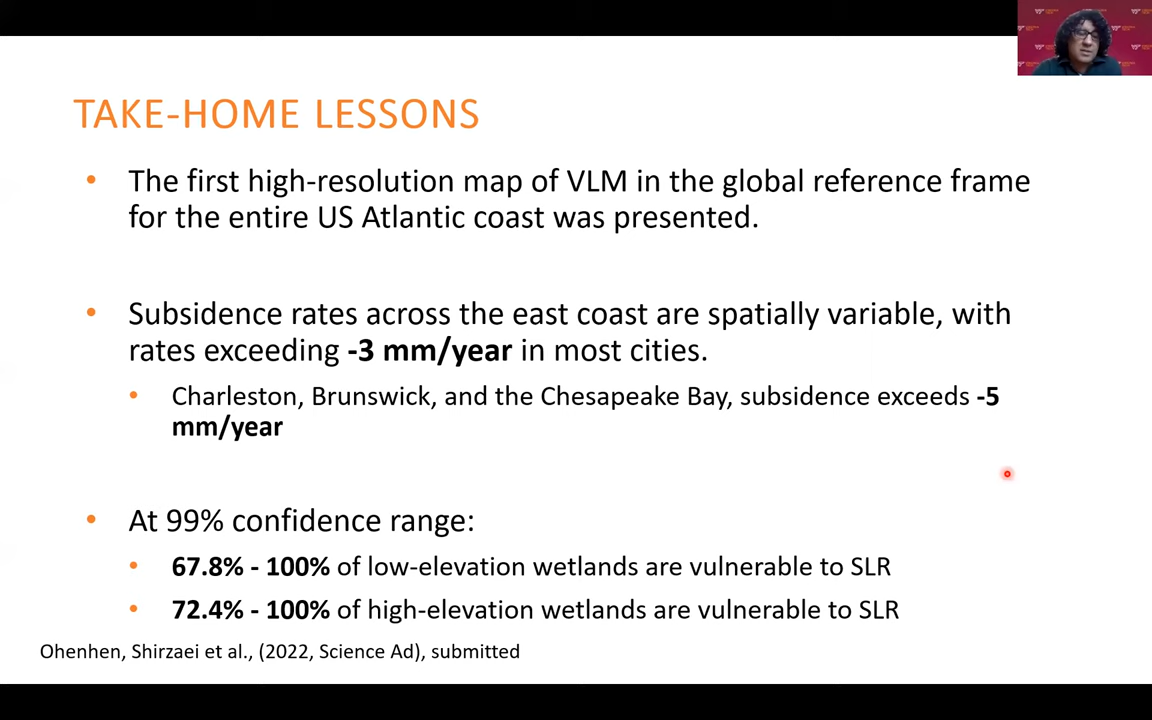 TAKE-HOME LESSONS
• The first high-resolution map of VLM in the global reference frame
for the entire US Atlantic coast was presented.
• Subsidence rates across the east coast are spatially variable, with
rates exceeding -3 mm/year in most cities.
• Charleston, Brunswick, and the Chesapeake Bay, subsidence exceeds -5
mm/year
• At 99% confidence range:
• 67.8% - 100% of low-elevation wetlands are vulnerable to SLR
• 72.4% - 100% of high-elevation wetlands are vulnerable to SLR
Ohenhen, Shirzaei et al., (2022, Science Ad), submitted